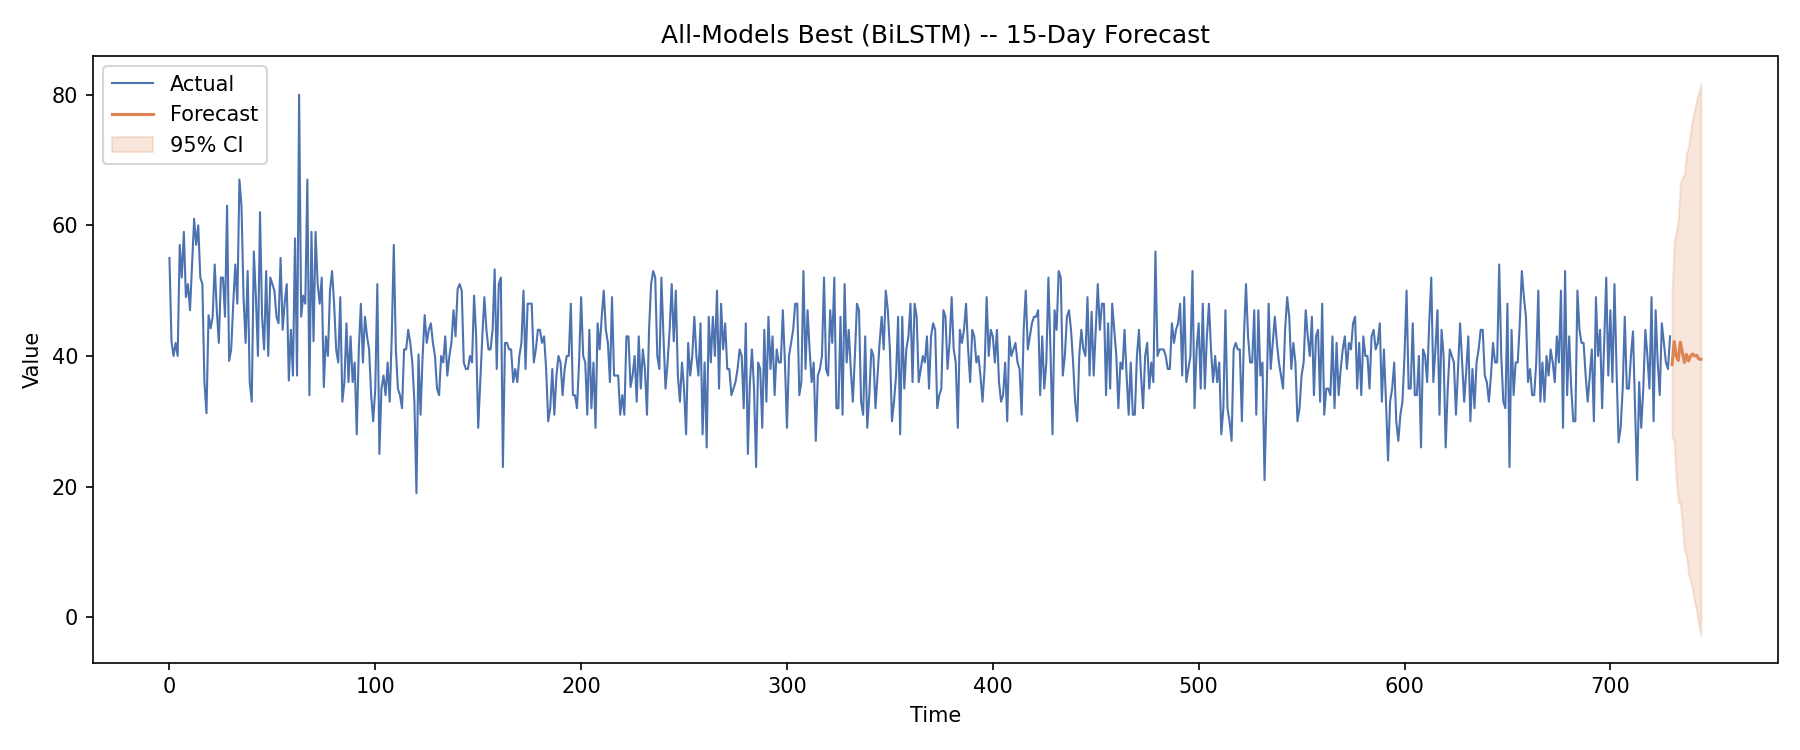 All-Models Best (BiLSTM) -- 15-Day Forecast
Actual
Forecast
95% CI
80
60
40
20
0
Value
0 100 200 300 400 500 600 700
Time